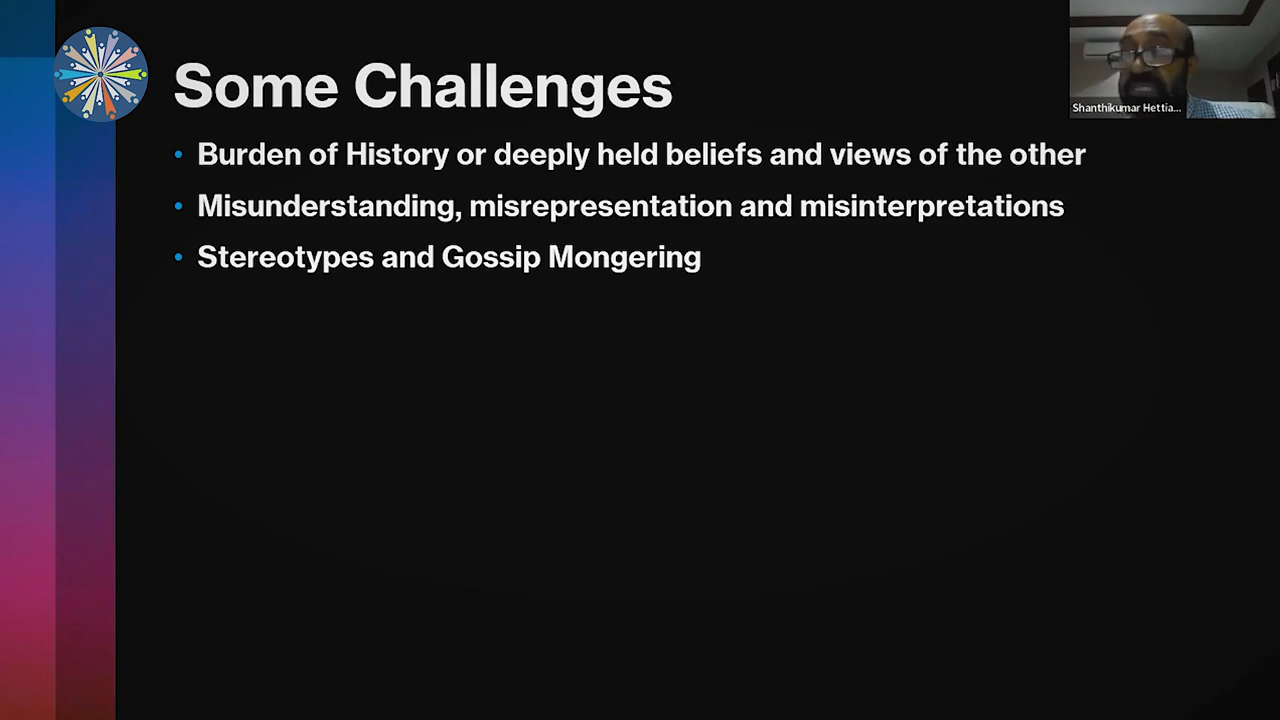 Some Challenges
• Burden of History or deeply held beliefs and views of the other
• Misunderstanding, misrepresentation and misinterpretations
• Stereotypes and Gossip Mongering
Shanthikumar Hettia...